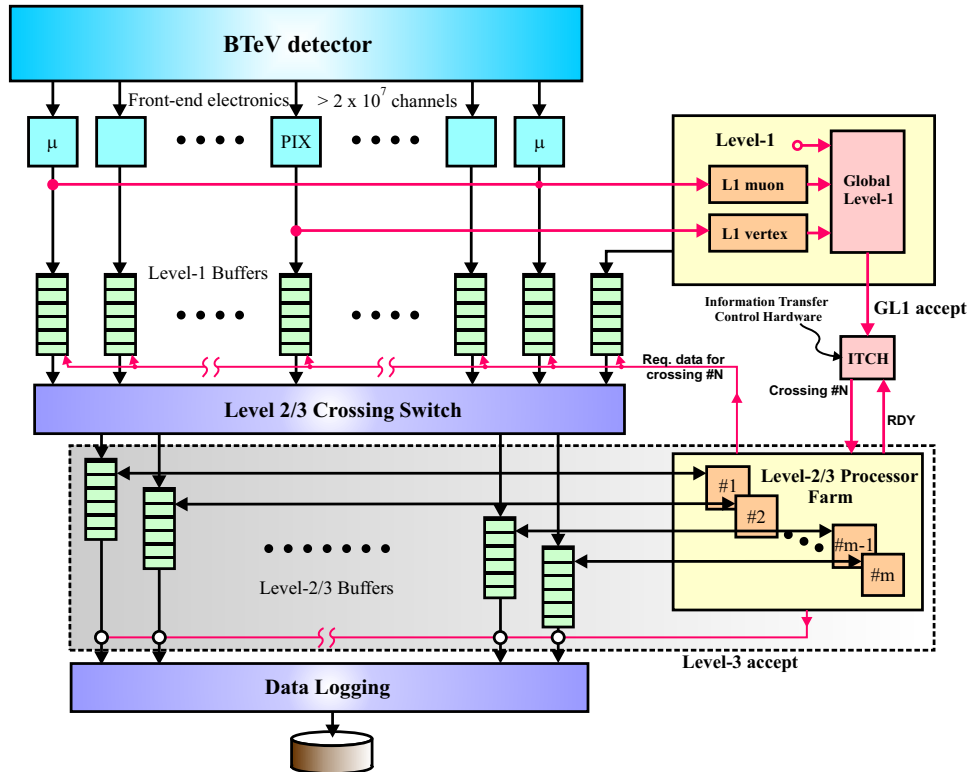 BTeV detector
Front-end electronics > 2 x 10^7 channels
μ
PIX
μ
Level-1
L1 muon
L1 vertex
Global
Level-1
Level-1 Buffers
Information Transfer
Control Hardware
GL1 accept
ITCH
Req. data for
crossing #N
Crossing #N
RDY
Level 2/3 Crossing Switch
Level-2/3 Processor
Farm
#1
#2
#m-1
#m
Level-2/3 Buffers
Level-3 accept
Data Logging